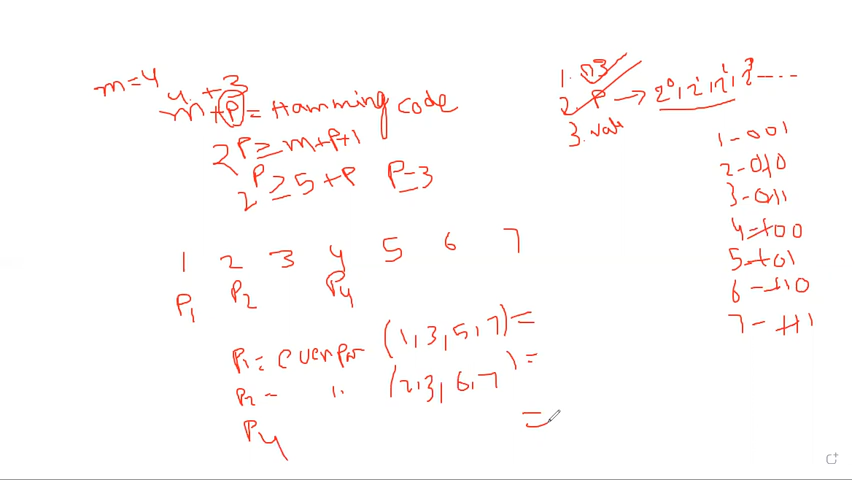 m=4
4 + 3
m+P = Hamming code
2^P ≥ m+P+1
2^P ≥ 5+P P=3
1. 3
2. P → 2^0, 2^1, 2^2, 2^3 ----
3. vale
1-001
2-010
3-011
4-100
5-101
6-110
7-111
1 2 3 4 5 6 7
P1 P2 P4
P1 = even par (1,3,5,7) =
P2 - " (2,3,6,7) =
P4 =